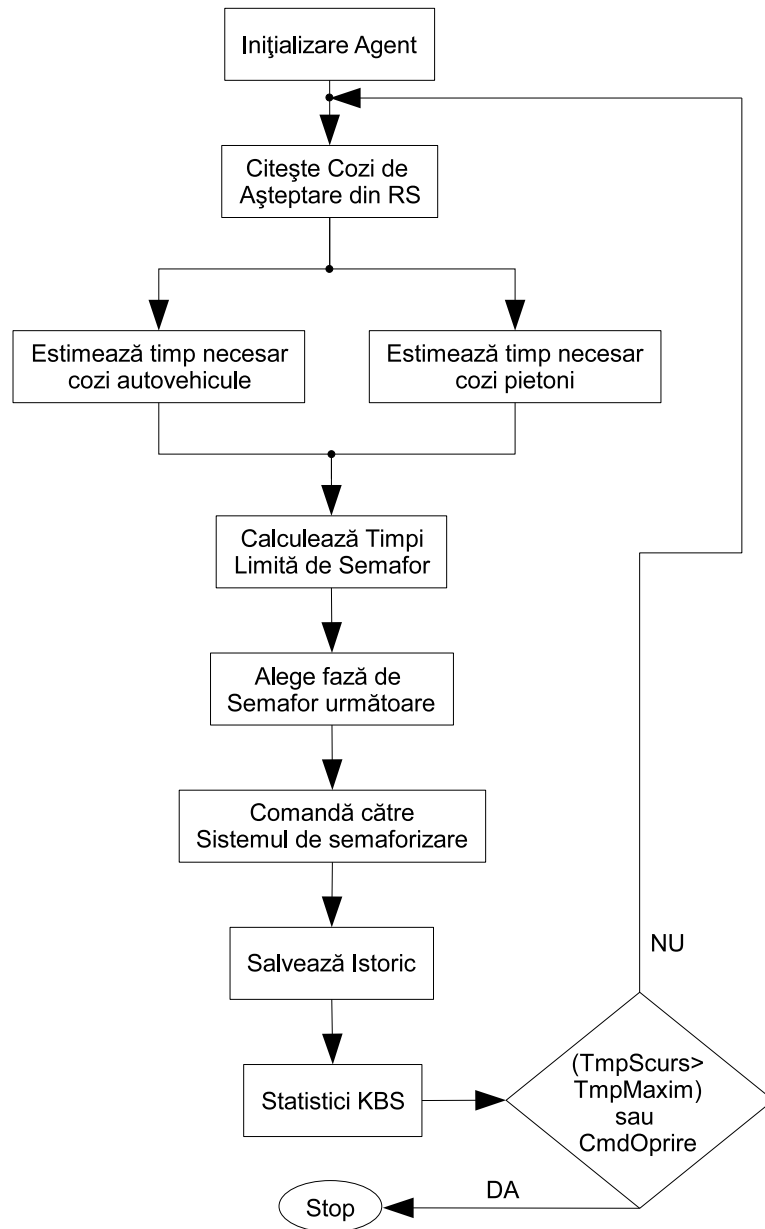 Iniţializare Agent
Citeşte Cozi de
Aşteptare din RS
Estimează timp necesar
cozi autovehicule
Estimează timp necesar
cozi pietoni
Calculează Timpi
Limită de Semafor
Alege fază de
Semafor următoare
Comandă către
Sistemul de semaforizare
Salvează Istoric
NU
Statistici KBS
(TmpScurs>
TmpMaxim)
sau
CmdOprire
DA
Stop